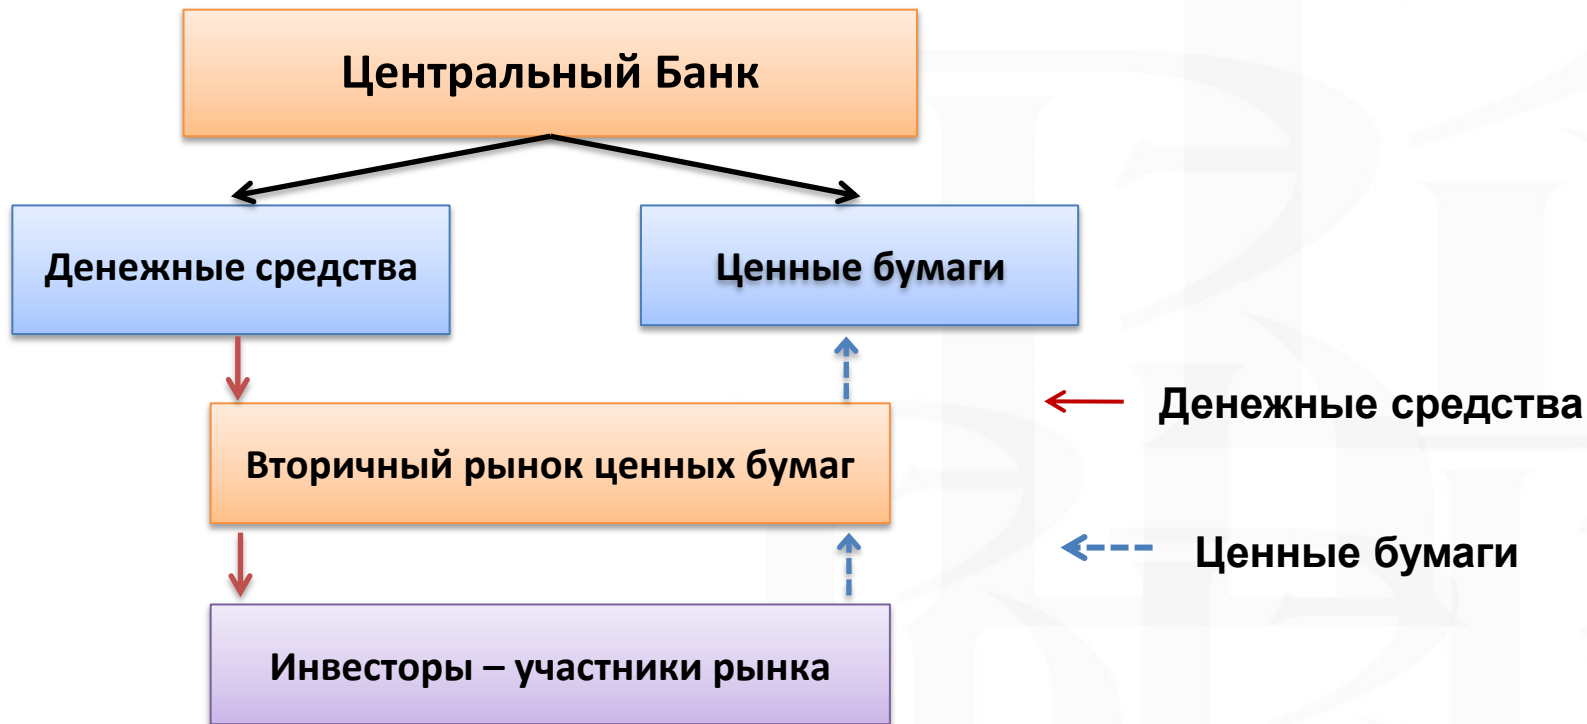 Центральный Банк
Денежные средства
Ценные бумаги
Вторичный рынок ценных бумаг
Денежные средства
Ценные бумаги
Инвесторы – участники рынка